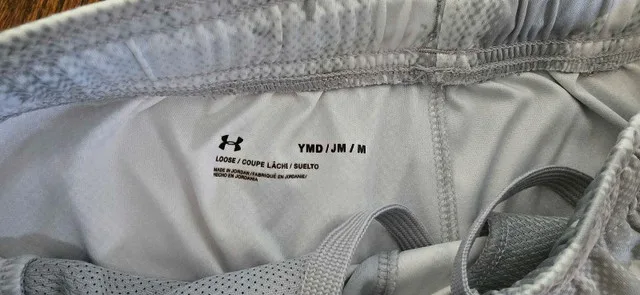 YMD / JM / M
LOOSE / COUPE LÂCHE / SUELTO
MADE IN JORDAN / FABRIQUÉ EN JORDANIE /
HECHO EN JORDANIA